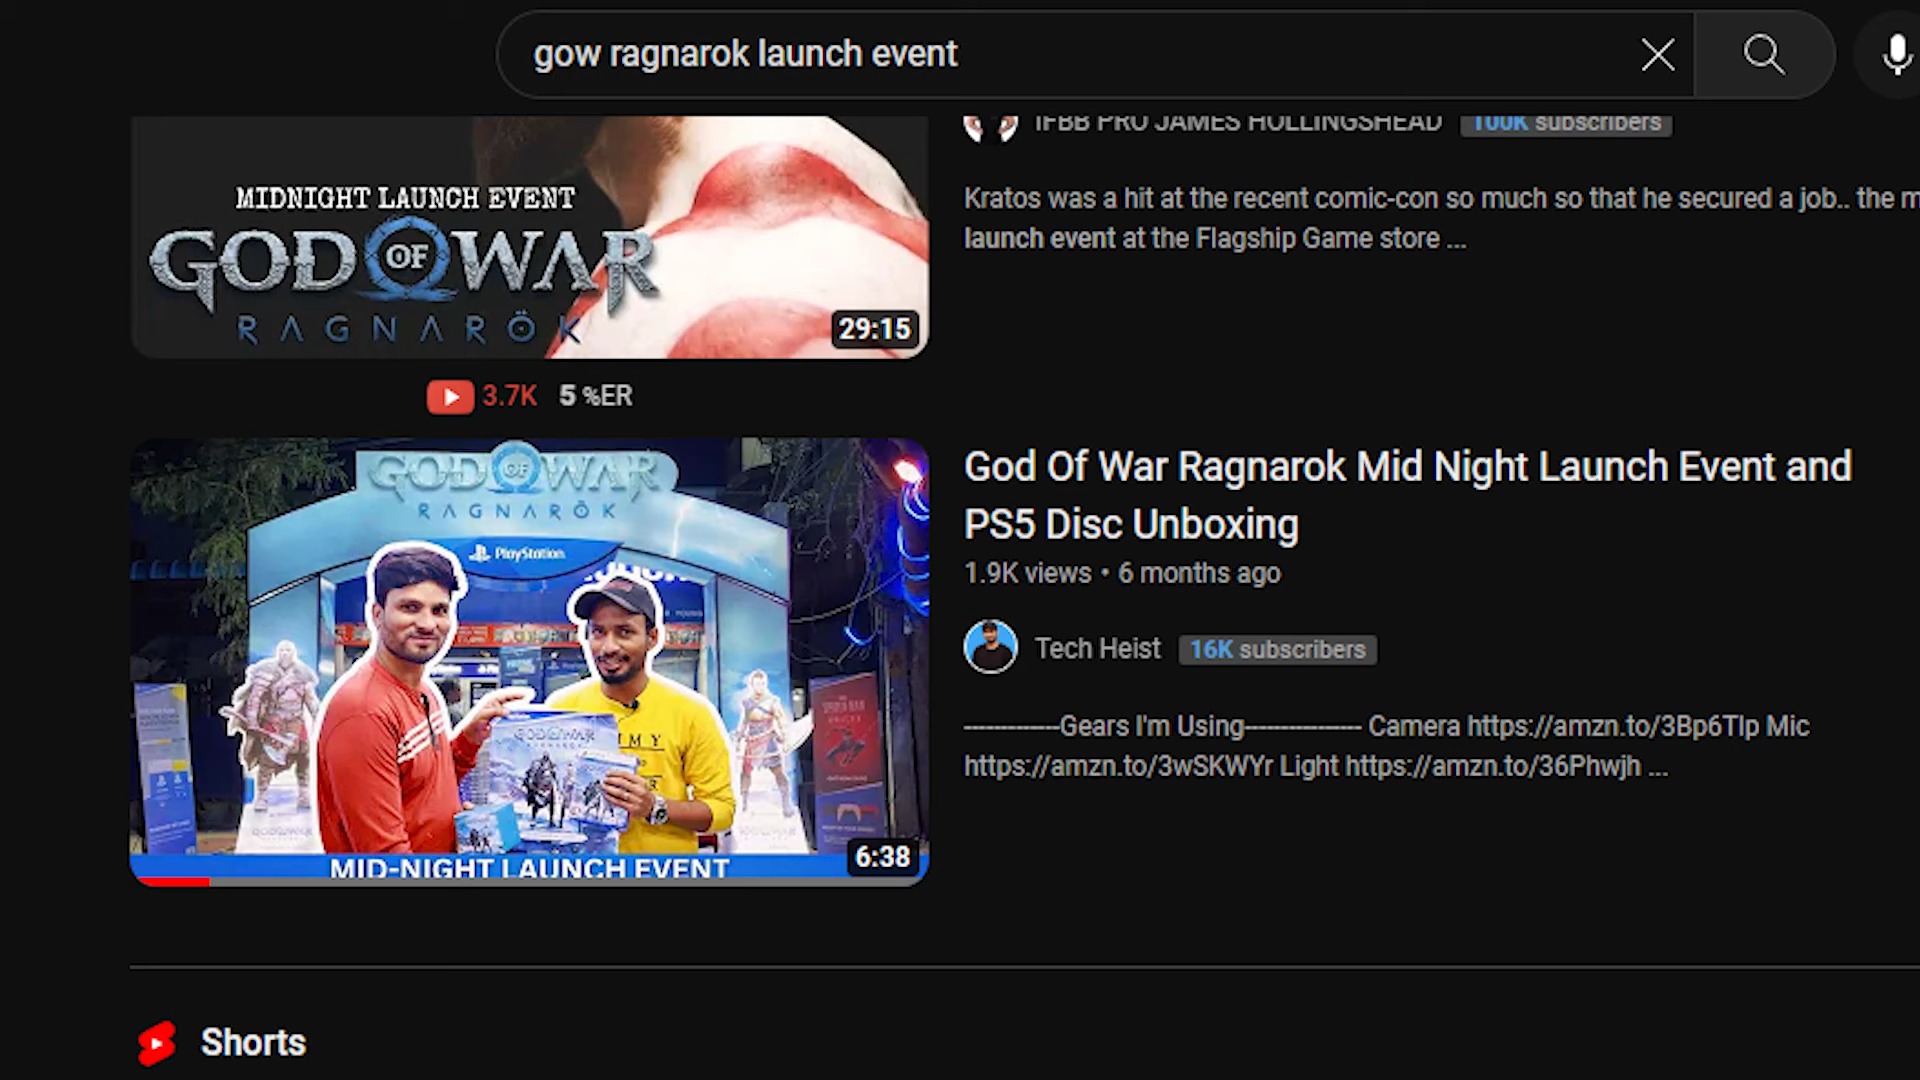 gow ragnarok launch event
IFBB PRO JAMES HOLLINGSHEAD 100K subscribers
MIDNIGHT LAUNCH EVENT
GOD OF WAR
RAGNARÖK
29:15
Kratos was a hit at the recent comic-con so much so that he secured a job.. the m
launch event at the Flagship Game store ...
3.7K 5 %ER
GOD OF WAR
RAGNARÖK
PlayStation
GOD OF WAR
MID-NIGHT LAUNCH EVENT
6:38
God Of War Ragnarok Mid Night Launch Event and
PS5 Disc Unboxing
1.9K views • 6 months ago
Tech Heist 16K subscribers
-------------Gears I'm Using---------------- Camera https://amzn.to/3Bp6TIp Mic
https://amzn.to/3wSKWYr Light https://amzn.to/36Phwjh ...
Shorts